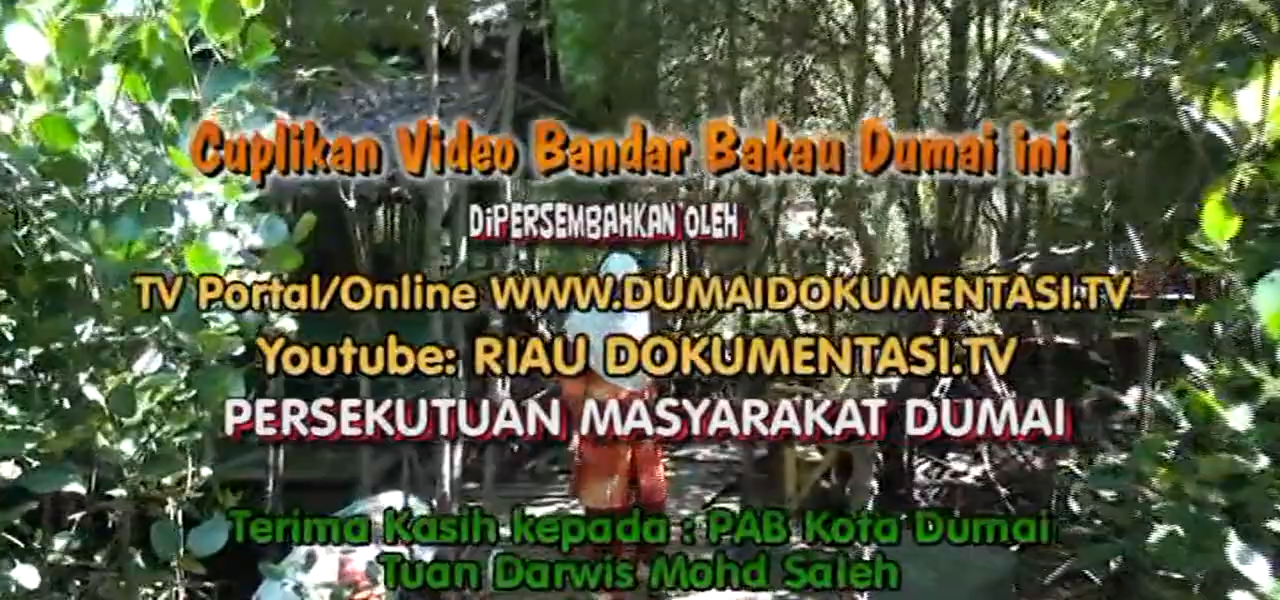 Cuplikan Video Bandar Bakau Dumai ini
DiPERSEMBAHKAN OLEH
TV Portal/Online WWW.DUMAIDOKUMENTASI.TV
Youtube: RIAU DOKUMENTASI.TV
PERSEKUTUAN MASYARAKAT DUMAI
Terima Kasih kepada : PAB Kota Dumai
Tuan Darwis Mohd Saleh